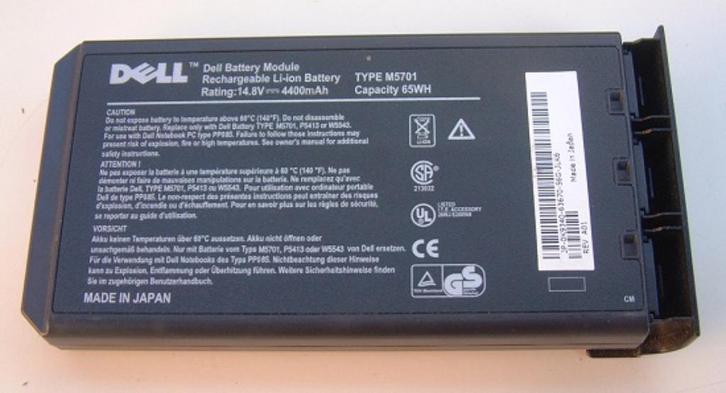 DELL™ Dell Battery Module
Rechargeable Li-ion Battery TYPE M5701
Rating:14.8V⎓ 4400mAh Capacity 65WH
CAUTION
Do not expose battery to temperature above 60°C (140°F). Do not disassemble
or mistreat battery. Replace only with Dell Battery TYPE M5701, P5413 or W5543.
Use with Dell Notebook PC type PP08S. Failure to follow those instructions may
present risk of explosion, fire or high temperatures. See owner's manual for additional
safety instructions.
ATTENTION !
Ne pas exposer la batterie à une température supérieure à 60 °C (140 °F). Ne pas démonter
ni faire de mauvaises manipulations sur la batterie. Ne remplacez qu'avec
la batterie Dell, TYPE M5701, P5413 or W5543. Pour utilisation avec ordinateur portable
Dell de type PP08S. Le non-respect des présentes instructions peut entraîner des risques
d'explosion, d'incendie ou d'échauffement. Pour en savoir plus sur les règles de sécurité,
se reporter au guide d'utilisation.
VORSICHT
Akku keinen Temperaturen über 60°C aussetzen. Akku nicht öffnen oder
unsachgemäß behandeln. Nur mit Batterie vom Typs M5701, P5413 oder W5543 von Dell ersetzen.
Für die Verwendung mit Dell Notebooks des Typs PP08S. Nichtbeachtung dieser Hinweise
kann zu Explosion, Entflammung oder Überhitzung führen. Weitere Sicherheitshinweise finden
Sie im zugehörigen Benutzerhandbuch.
MADE IN JAPAN
LI-ION
SA
213032
UL
LISTED
I.T.E. ACCESSORY
CE
GS
Made in Japan
REV. A01
CM